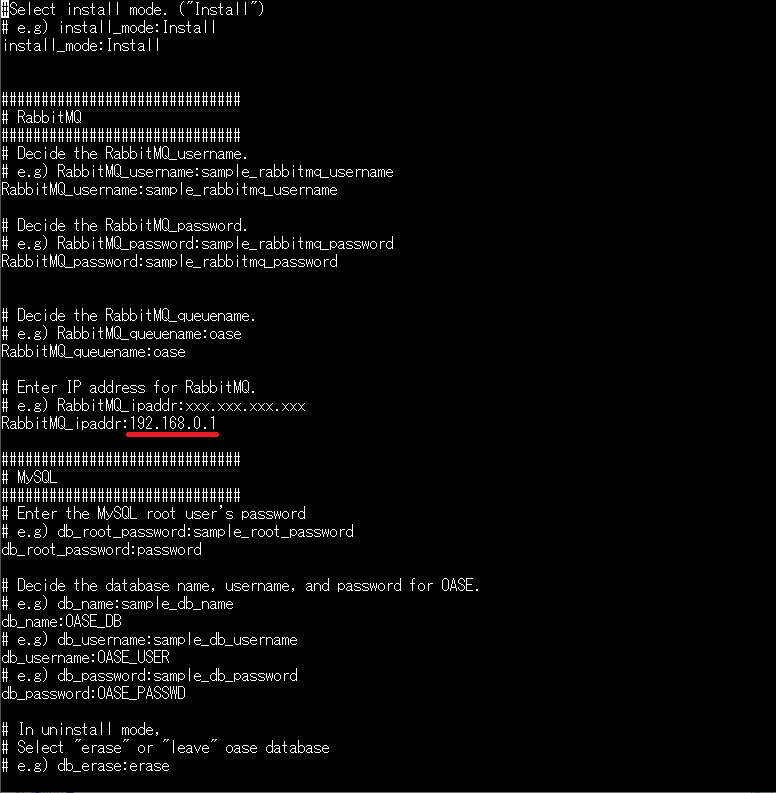 #Select install mode. ("Install")
# e.g) install_mode:Install
install_mode:Install
##############################
# RabbitMQ
##############################
# Decide the RabbitMQ_username.
# e.g) RabbitMQ_username:sample_rabbitmq_username
RabbitMQ_username:sample_rabbitmq_username
# Decide the RabbitMQ_password.
# e.g) RabbitMQ_password:sample_rabbitmq_password
RabbitMQ_password:sample_rabbitmq_password
# Decide the RabbitMQ_queuename.
# e.g) RabbitMQ_queuename:oase
RabbitMQ_queuename:oase
# Enter IP address for RabbitMQ.
# e.g) RabbitMQ_ipaddr:xxx.xxx.xxx.xxx
RabbitMQ_ipaddr:192.168.0.1
##############################
# MySQL
##############################
# Enter the MySQL root user's password
# e.g) db_root_password:sample_root_password
db_root_password:password
# Decide the database name, username, and password for OASE.
# e.g) db_name:sample_db_name
db_name:OASE_DB
# e.g) db_username:sample_db_username
db_username:OASE_USER
# e.g) db_password:sample_db_password
db_password:OASE_PASSWD
# In uninstall mode,
# Select "erase" or "leave" oase database
# e.g) db_erase:erase